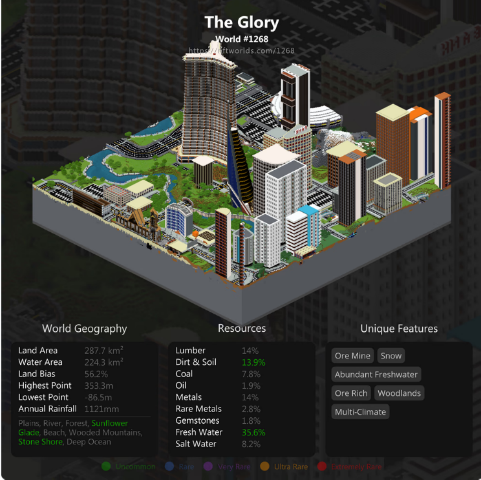 The Glory
World #1268
World Geography
Land Area 287.7 km²
Water Area 224.3 km²
Land Bias 56.2%
Highest Point 353.3m
Lowest Point -86.5m
Annual Rainfall 1121mm
Plains, River, Forest, Sunflower
Glade, Beach, Wooded Mountains,
Stone Shore, Deep Ocean
Resources
Lumber 14%
Dirt & Soil 13.9%
Coal 7.8%
Oil 1.9%
Metals 14%
Rare Metals 2.8%
Gemstones 1.8%
Fresh Water 35.6%
Salt Water 8.2%
Unique Features
Ore Mine Snow
Abundant Freshwater
Ore Rich Woodlands
Multi-Climate
Uncommon Rare Very Rare Ultra Rare